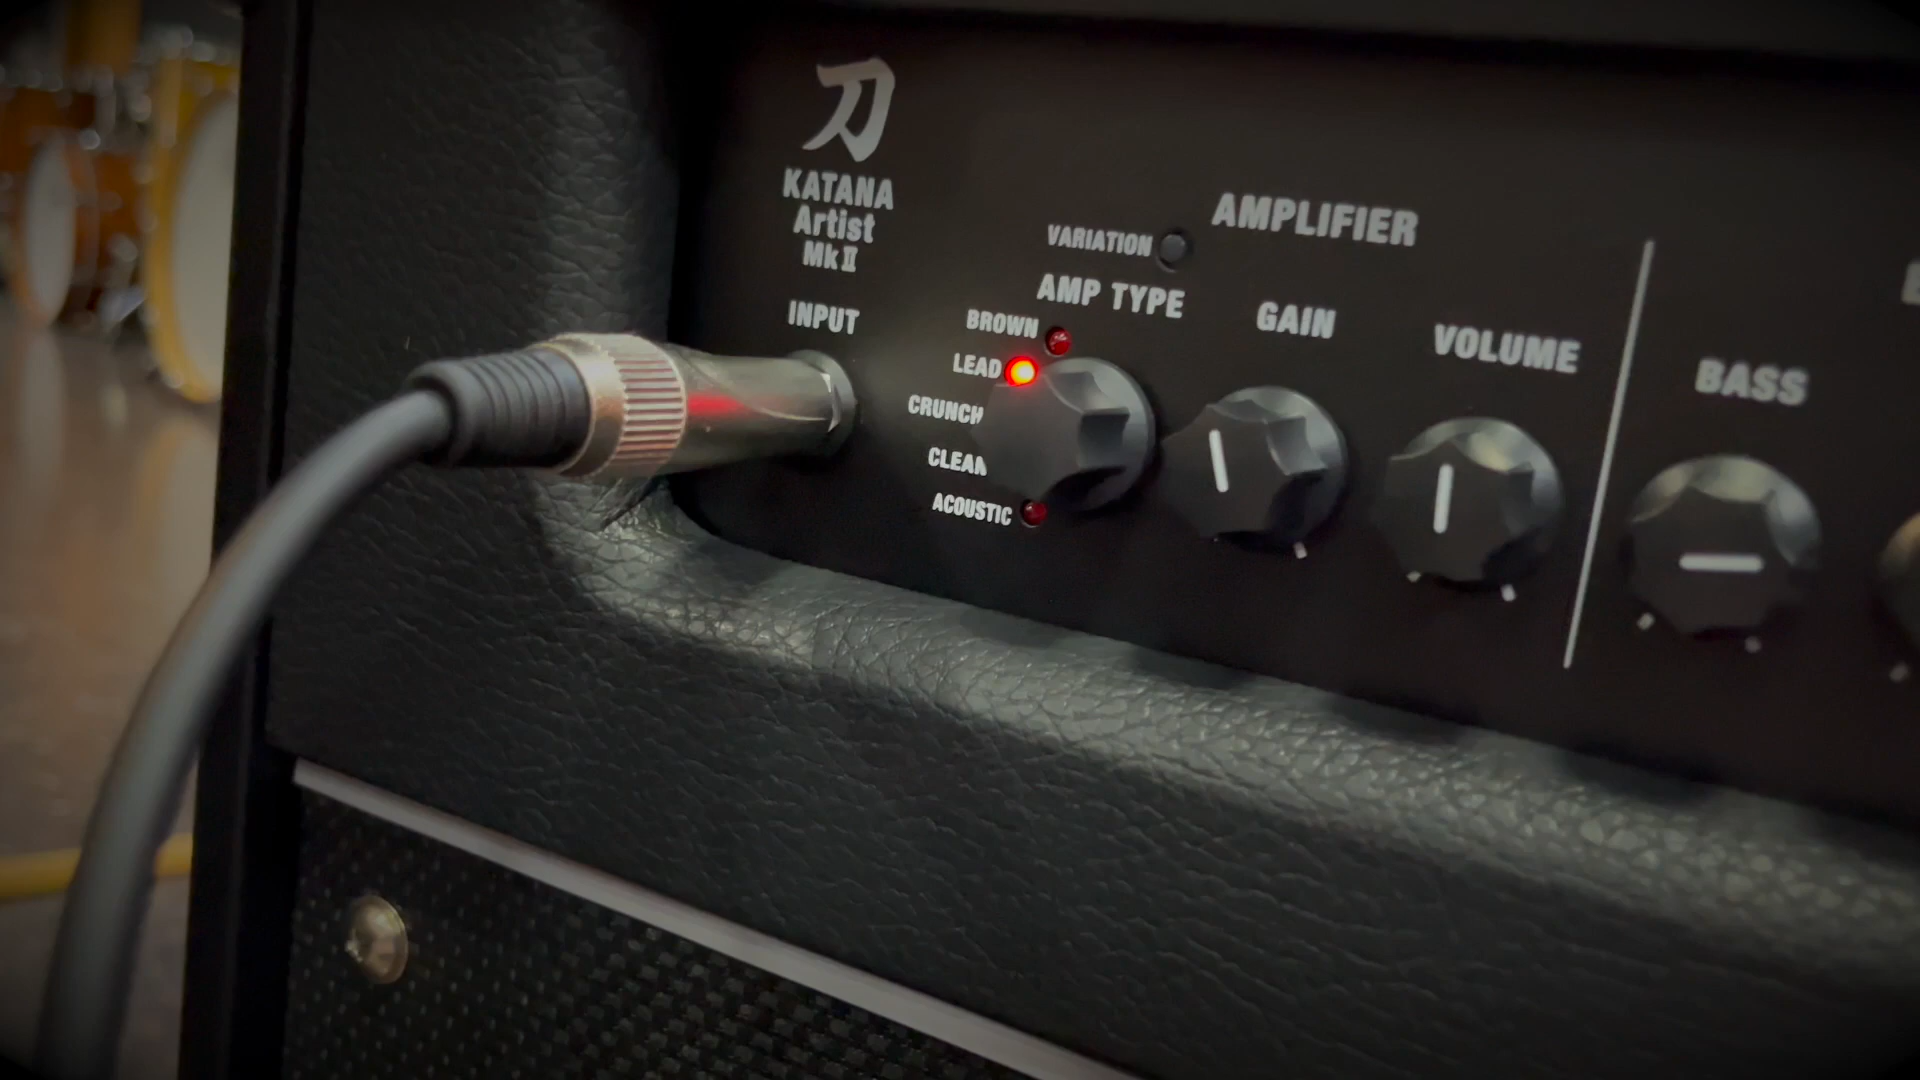 刀
KATANA
Artist
MkⅡ
INPUT
AMPLIFIER
VARIATION
AMP TYPE
BROWN
LEAD
CRUNCH
CLEAN
ACOUSTIC
GAIN
VOLUME
BASS